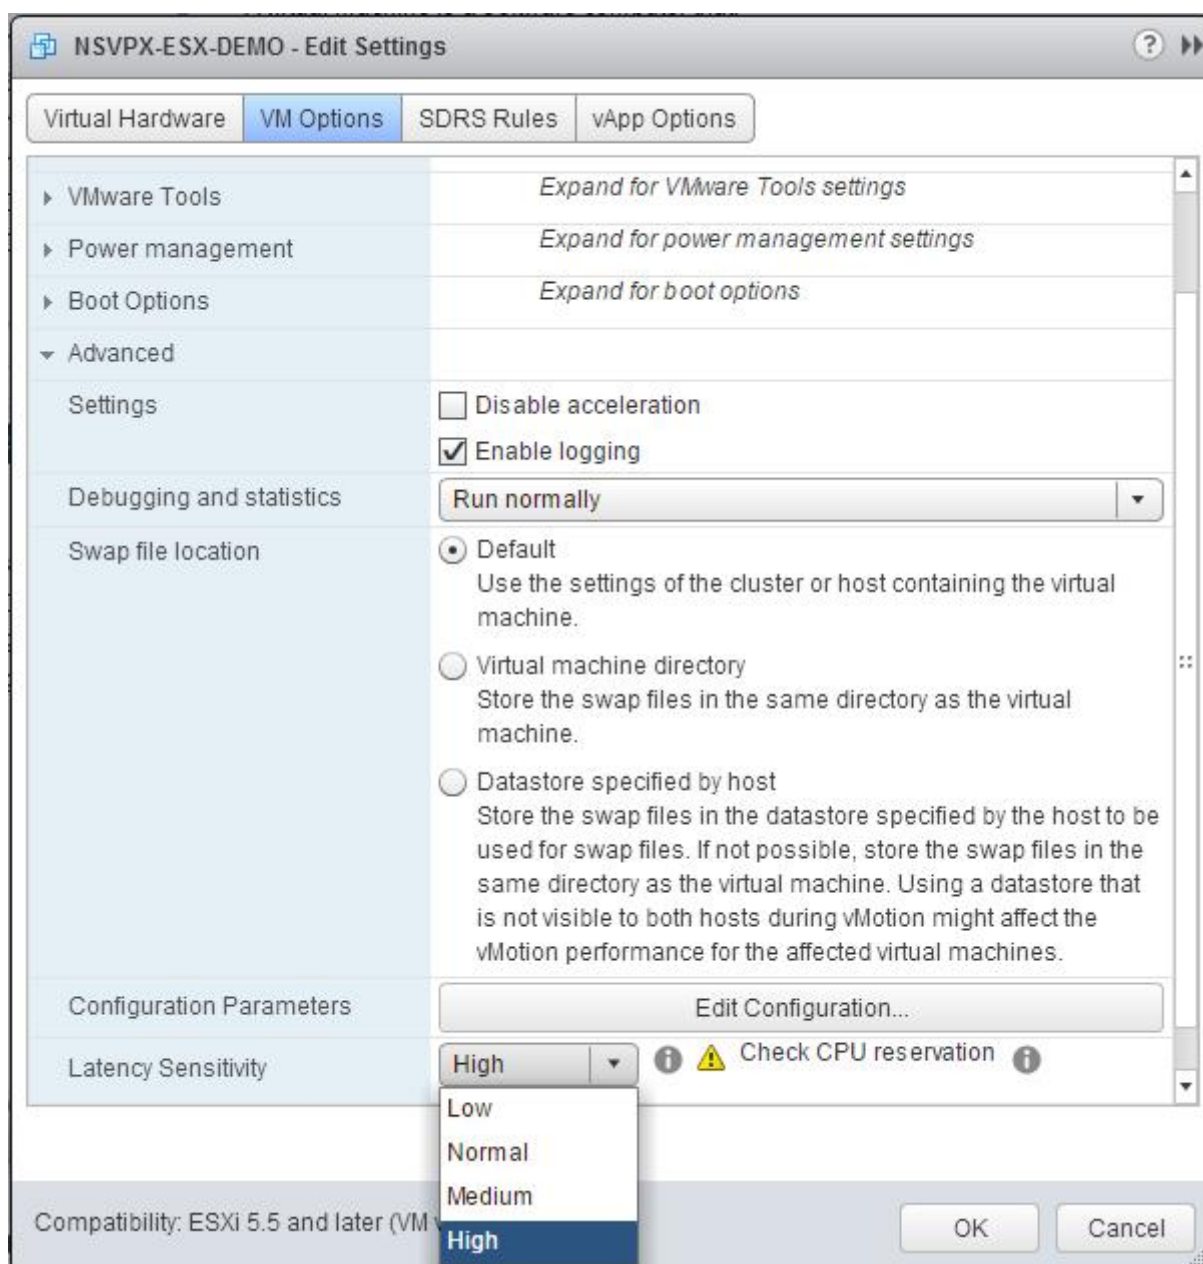 NSVPX-ESX-DEMO - Edit Settings
?
Virtual Hardware
VM Options
SDRS Rules
vApp Options
VMware Tools
Expand for VMware Tools settings
Power management
Expand for power management settings
Boot Options
Expand for boot options
Advanced
Settings
Disable acceleration
Enable logging
Debugging and statistics
Run normally
Swap file location
Default
Use the settings of the cluster or host containing the virtual
machine.
Virtual machine directory
Store the swap files in the same directory as the virtual
machine.
Datastore specified by host
Store the swap files in the datastore specified by the host to be
used for swap files. If not possible, store the swap files in the
same directory as the virtual machine. Using a datastore that
is not visible to both hosts during vMotion might affect the
vMotion performance for the affected virtual machines.
Configuration Parameters
Edit Configuration...
Latency Sensitivity
High
Check CPU reservation
Low
Normal
Medium
High
Compatibility: ESXi 5.5 and later (VM
OK
Cancel